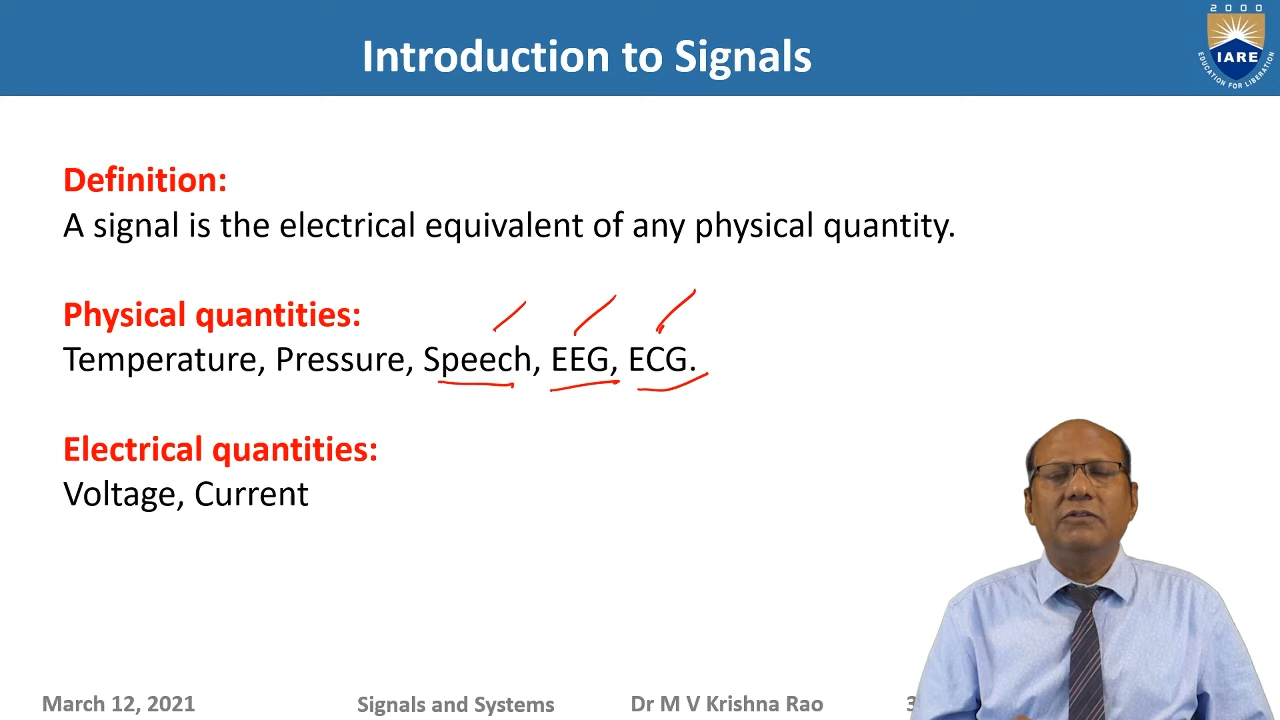 2000
Introduction to Signals
IARE
EDUCATION FOR LIBERATION
Definition:
A signal is the electrical equivalent of any physical quantity.
Physical quantities:
Temperature, Pressure, Speech, EEG, ECG.
Electrical quantities:
Voltage, Current
March 12, 2021 Signals and Systems Dr M V Krishna Rao 3